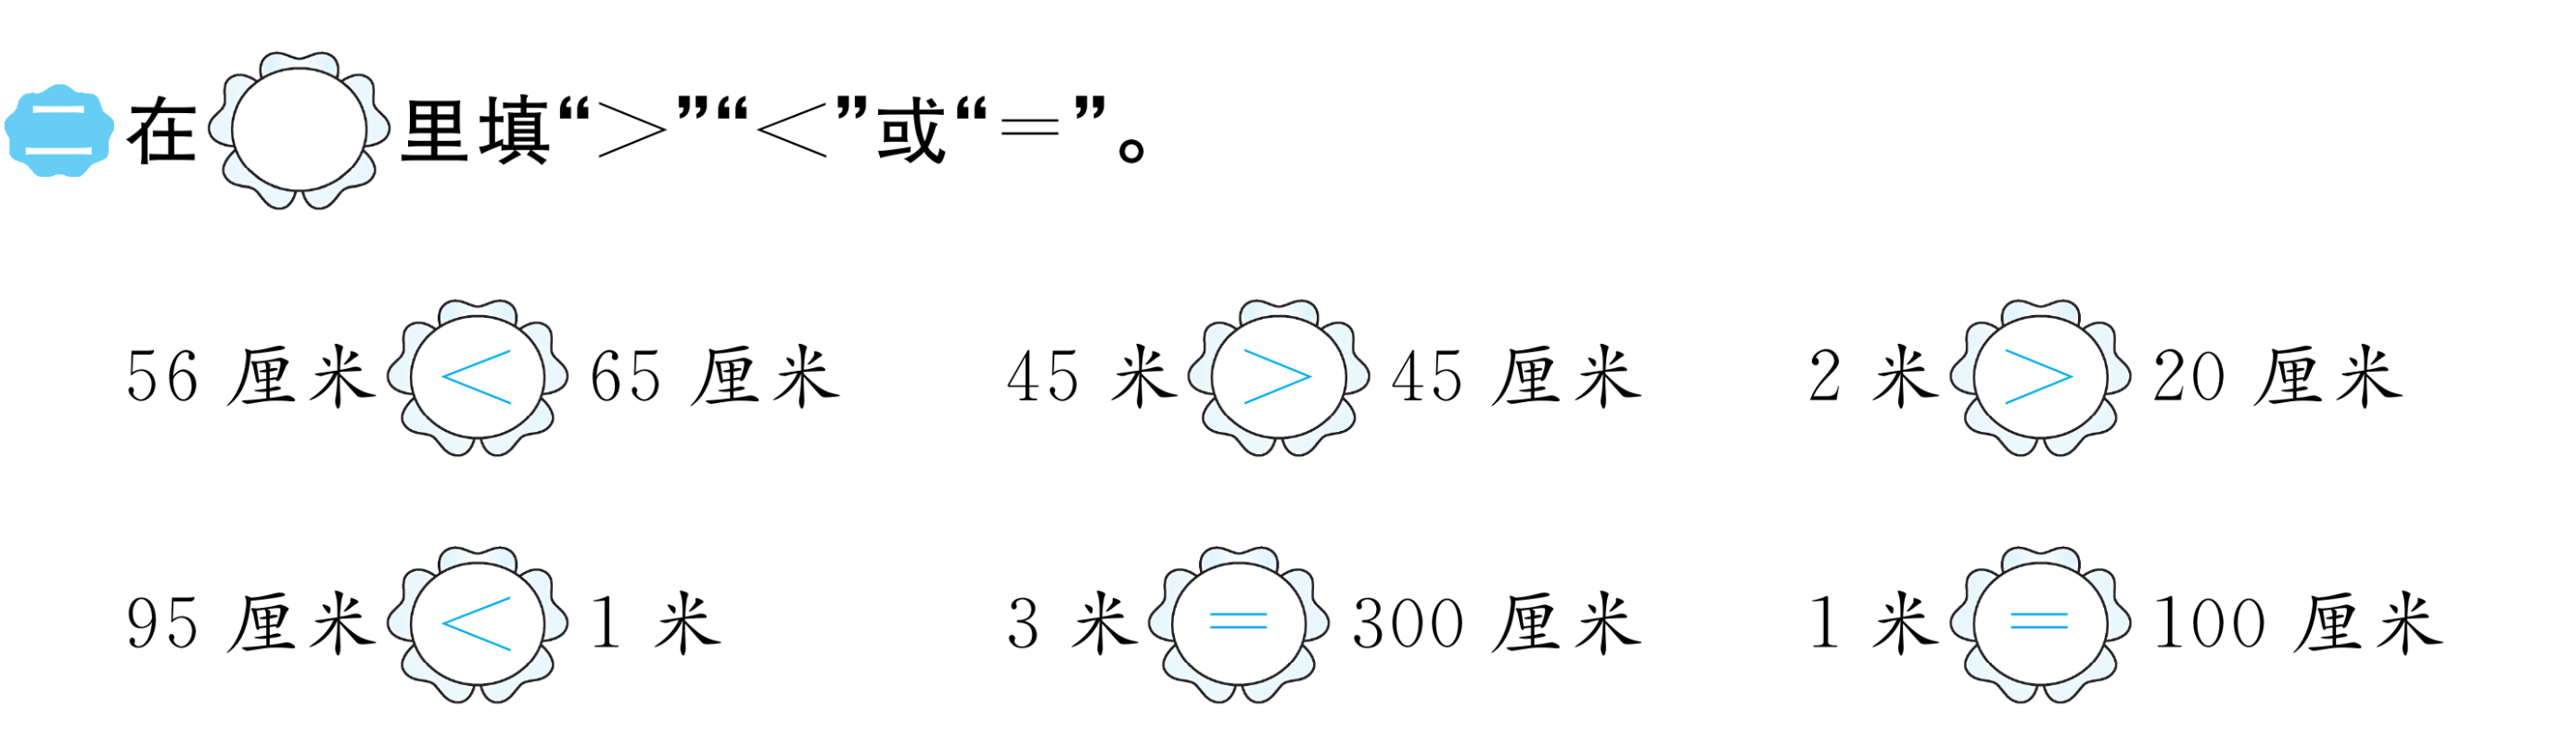 二 在 里填“>”“<”或“=”。
56 厘米 < 65 厘米 45 米 > 45 厘米 2 米 > 20 厘米
95 厘米 < 1 米 3 米 = 300 厘米 1 米 = 100 厘米